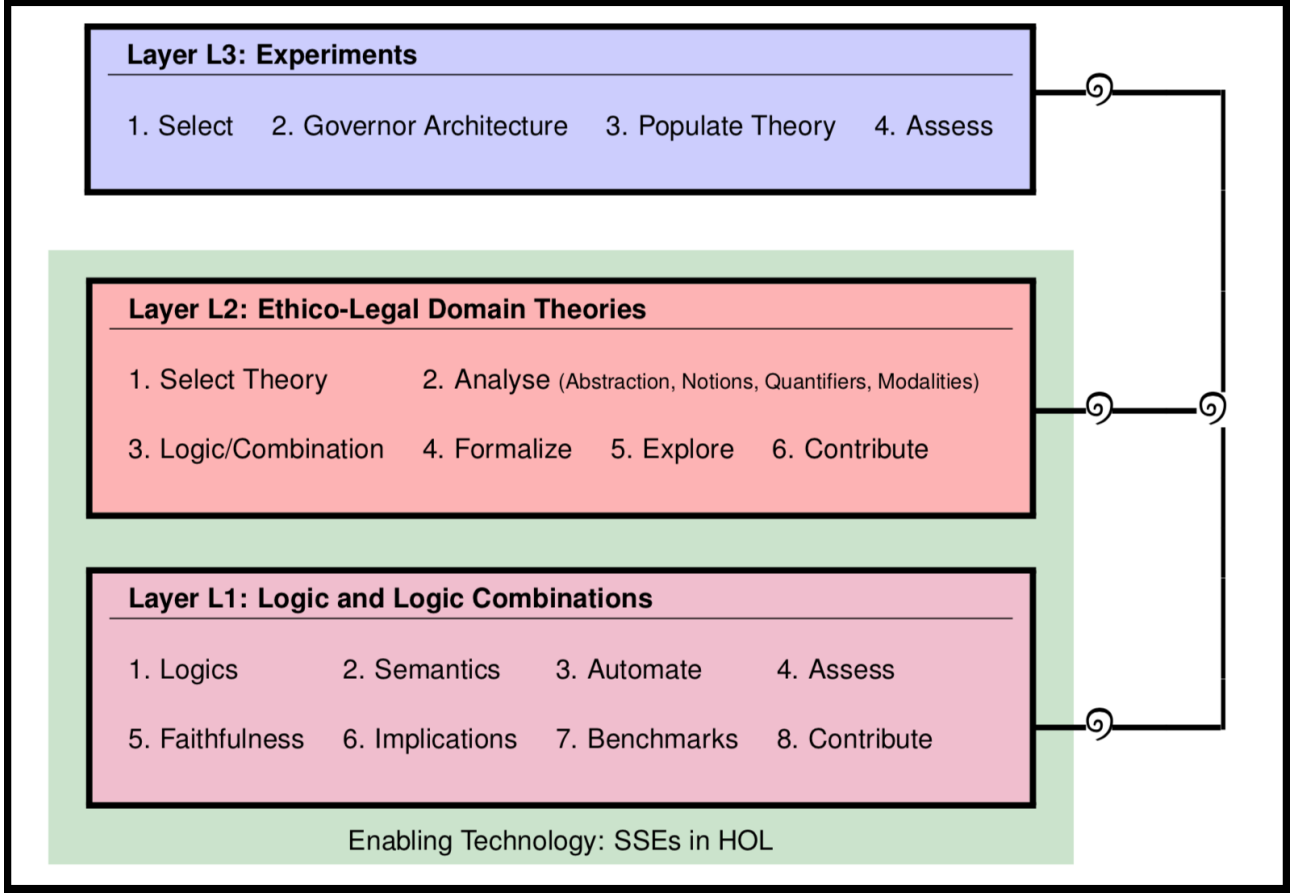 Layer L3: Experiments
1. Select 2. Governor Architecture 3. Populate Theory 4. Assess
Layer L2: Ethico-Legal Domain Theories
1. Select Theory 2. Analyse (Abstraction, Notions, Quantifiers, Modalities)
3. Logic/Combination 4. Formalize 5. Explore 6. Contribute
Layer L1: Logic and Logic Combinations
1. Logics 2. Semantics 3. Automate 4. Assess
5. Faithfulness 6. Implications 7. Benchmarks 8. Contribute
Enabling Technology: SSEs in HOL